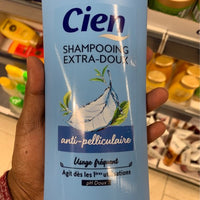 Cien
SHAMPOOING
EXTRA-DOUX
anti-pelliculaire
Usage fréquent
Agit dès les 1ères utilisations
pH Doux